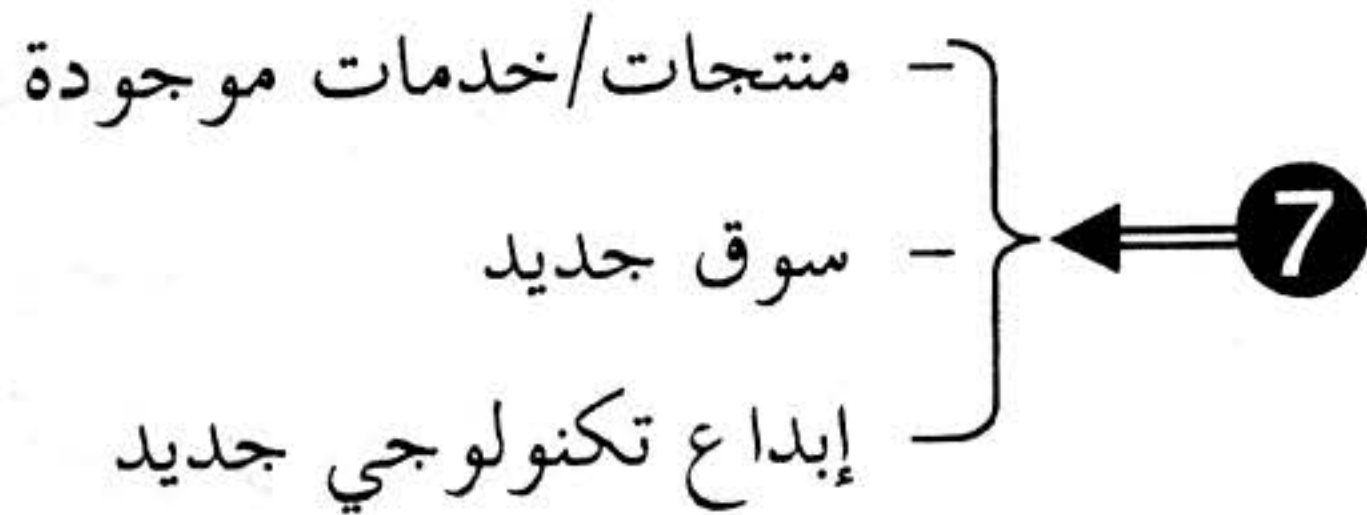 - منتجات/خدمات موجودة
7
- سوق جديد
- إبداع تكنولوجي جديد